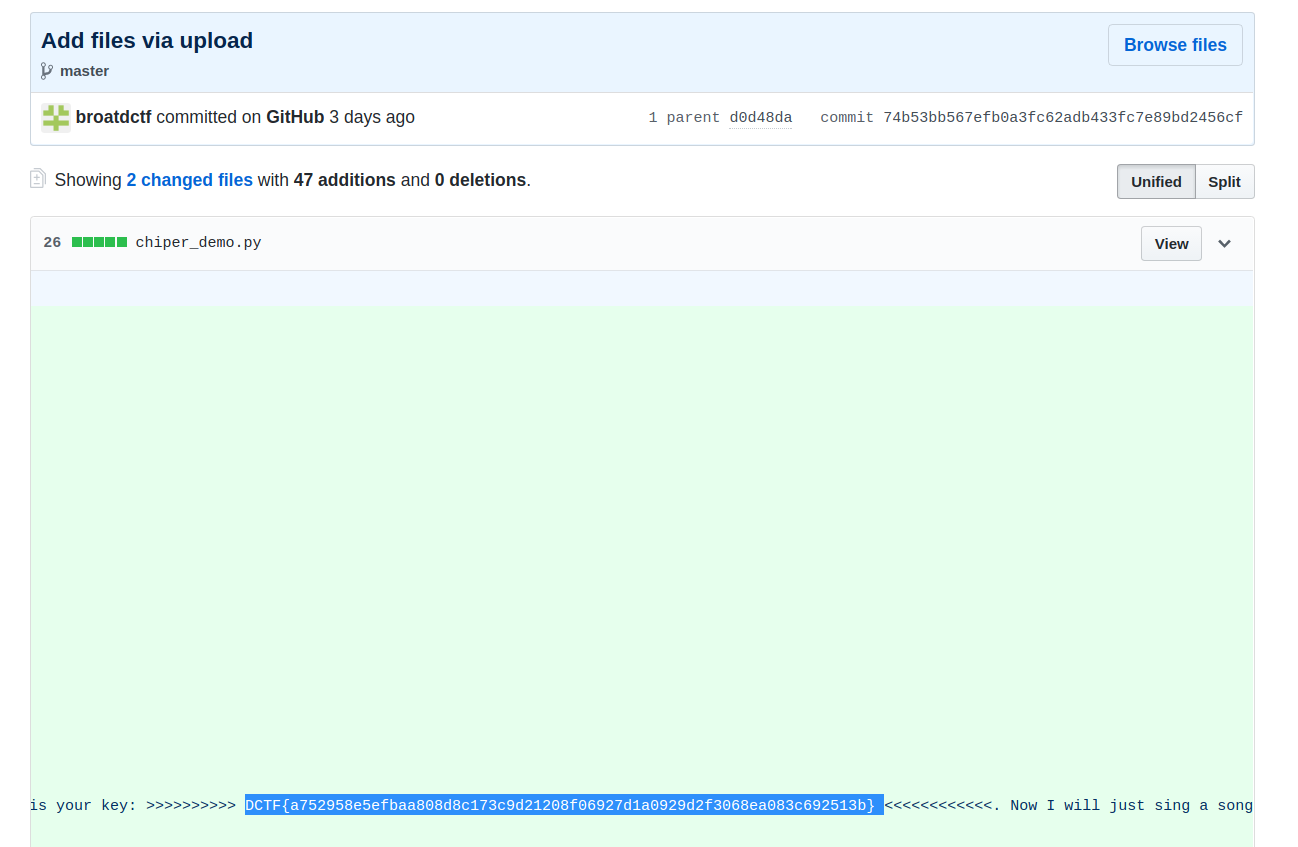 Add files via upload
Browse files
master
broatdctf committed on GitHub 3 days ago
1 parent d0d48da commit 74b53bb567efb0a3fc62adb433fc7e89bd2456cf
Showing 2 changed files with 47 additions and 0 deletions.
Unified Split
26 chiper_demo.py
View
is your key: >>>>>>>>>> DCTF{a752958e5efbaa808d8c173c9d21208f06927d1a0929d2f3068ea083c692513b} <<<<<<<<<<<<. Now I will just sing a song